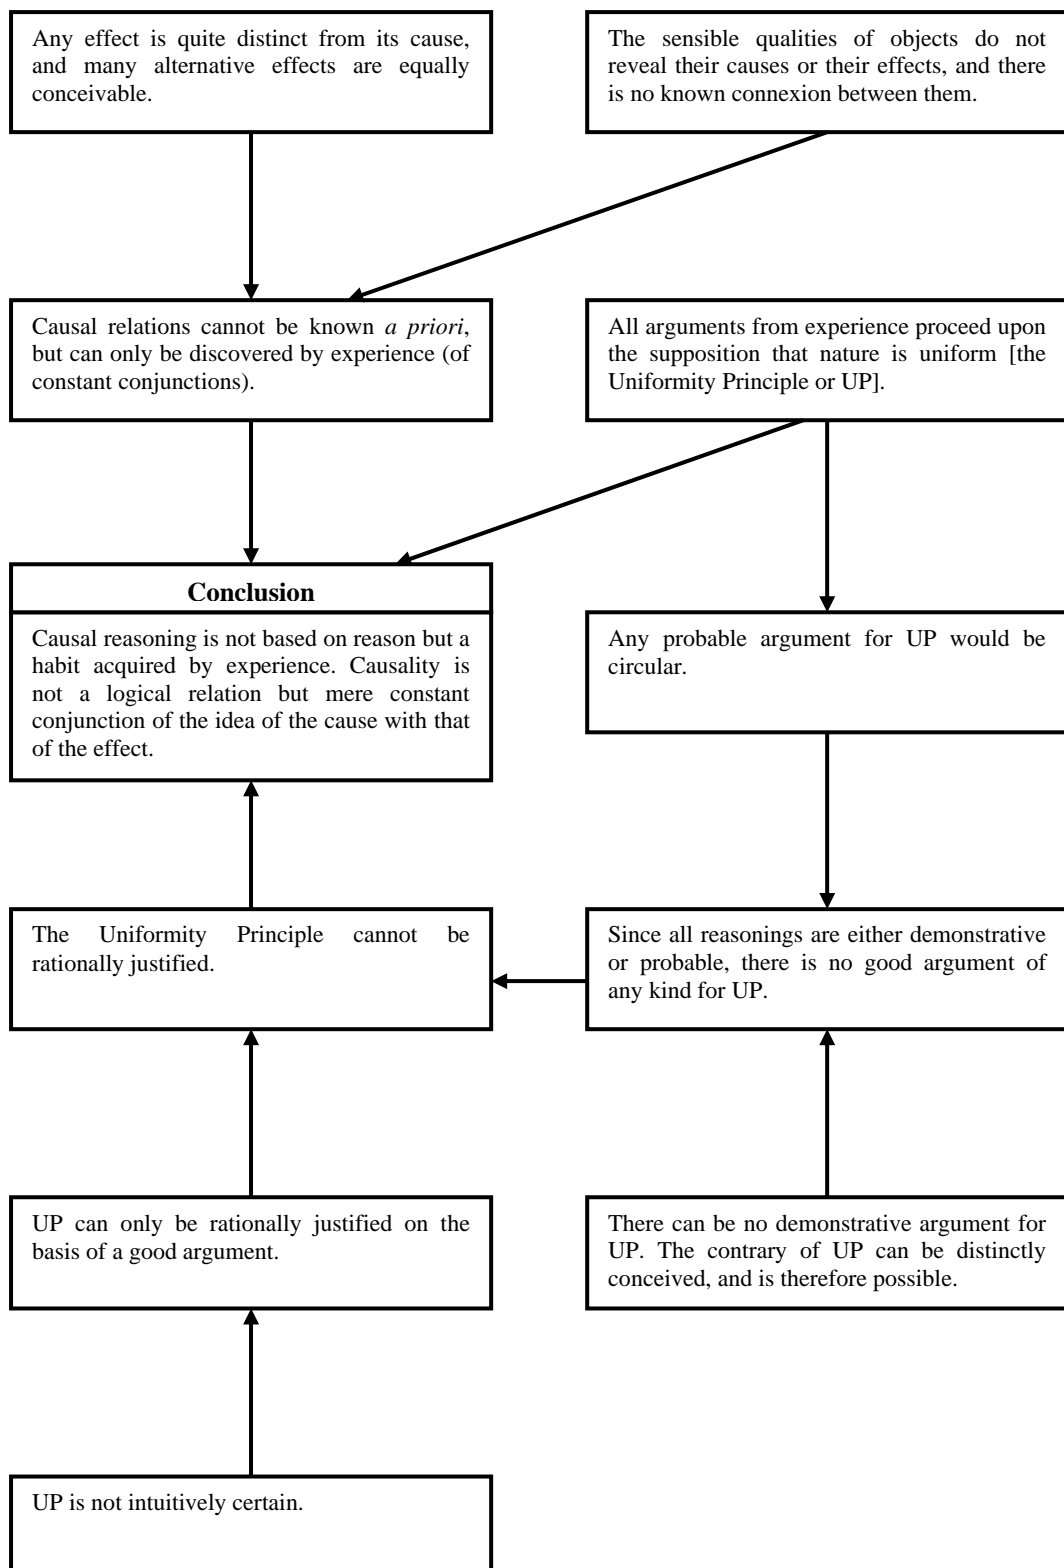 Any effect is quite distinct from its cause,
and many alternative effects are equally
conceivable.
The sensible qualities of objects do not
reveal their causes or their effects, and there
is no known connexion between them.
Causal relations cannot be known a priori,
but can only be discovered by experience (of
constant conjunctions).
All arguments from experience proceed upon
the supposition that nature is uniform [the
Uniformity Principle or UP].
Conclusion
Causal reasoning is not based on reason but a
habit acquired by experience. Causality is
not a logical relation but mere constant
conjunction of the idea of the cause with that
of the effect.
Any probable argument for UP would be
circular.
The Uniformity Principle cannot be
rationally justified.
Since all reasonings are either demonstrative
or probable, there is no good argument of
any kind for UP.
UP can only be rationally justified on the
basis of a good argument.
There can be no demonstrative argument for
UP. The contrary of UP can be distinctly
conceived, and is therefore possible.
UP is not intuitively certain.